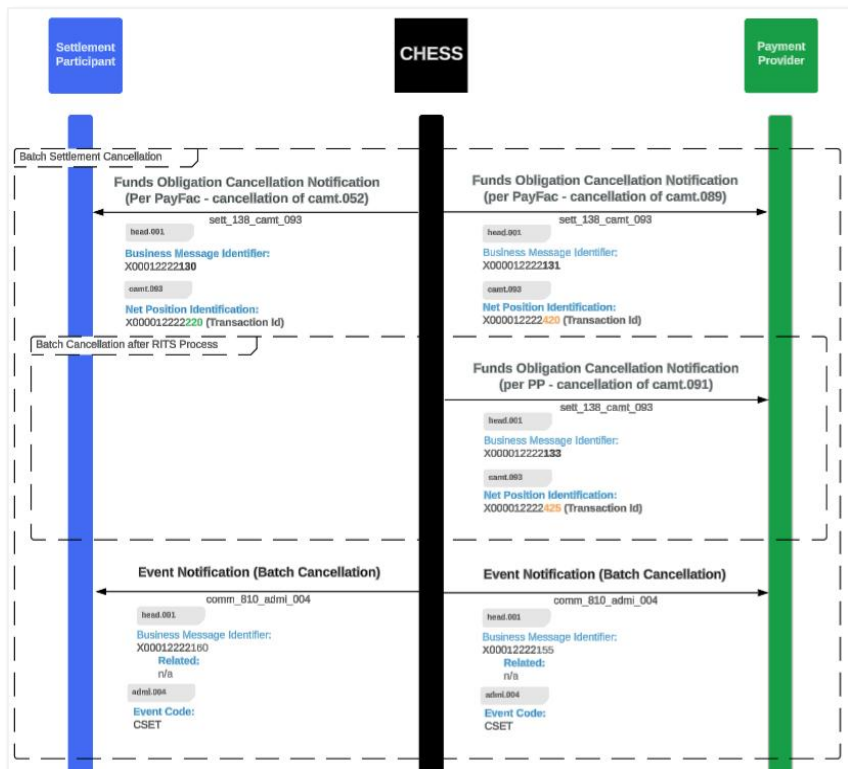 Settlement
Participant
CHESS
Payment
Provider
Batch Settlement Cancellation
Funds Obligation Cancellation Notification
(Per PayFac - cancellation of camt.052)
sett_138_camt_093
head.001
Business Message Identifier:
X00012222130
camt.093
Net Position Identification:
X000012222220 (Transaction Id)
Funds Obligation Cancellation Notification
(per PayFac - cancellation of camt.089)
sett_138_camt_093
head.001
Business Message Identifier:
X00012222131
camt.093
Net Position Identification:
X000012222420 (Transaction Id)
Batch Cancellation after RITS Process
Funds Obligation Cancellation Notification
(per PP - cancellation of camt.091)
sett_138_camt_093
head.001
Business Message Identifier:
X000012222133
camt.093
Net Position Identification:
X000012222425 (Transaction Id)
Event Notification (Batch Cancellation)
comm_810_admi_004
head.001
Business Message Identifier:
X00012222160
Related:
n/a
admi.004
Event Code:
CSET
Event Notification (Batch Cancellation)
comm_810_admi_004
head.001
Business Message Identifier:
X00012222155
Related:
n/a
admi.004
Event Code:
CSET